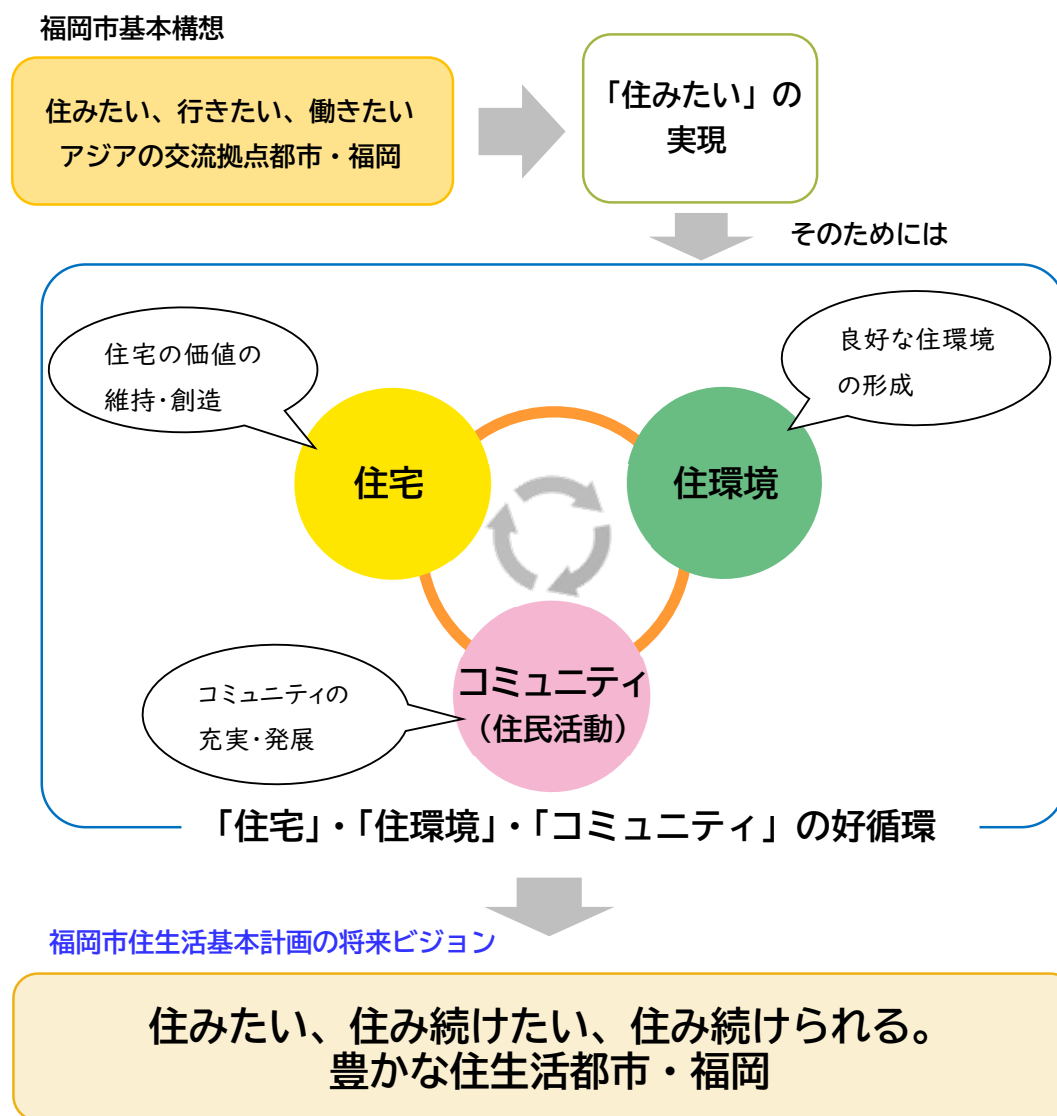 福岡市基本構想
住みたい、行きたい、働きたい
アジアの交流拠点都市・福岡
「住みたい」の
実現
そのためには
住宅の価値の
維持・創造
良好な住環境
の形成
住宅
住環境
コミュニティ
（住民活動）
コミュニティの
充実・発展
「住宅」・「住環境」・「コミュニティ」の好循環
福岡市住生活基本計画の将来ビジョン
住みたい、住み続けたい、住み続けられる。
豊かな住生活都市・福岡